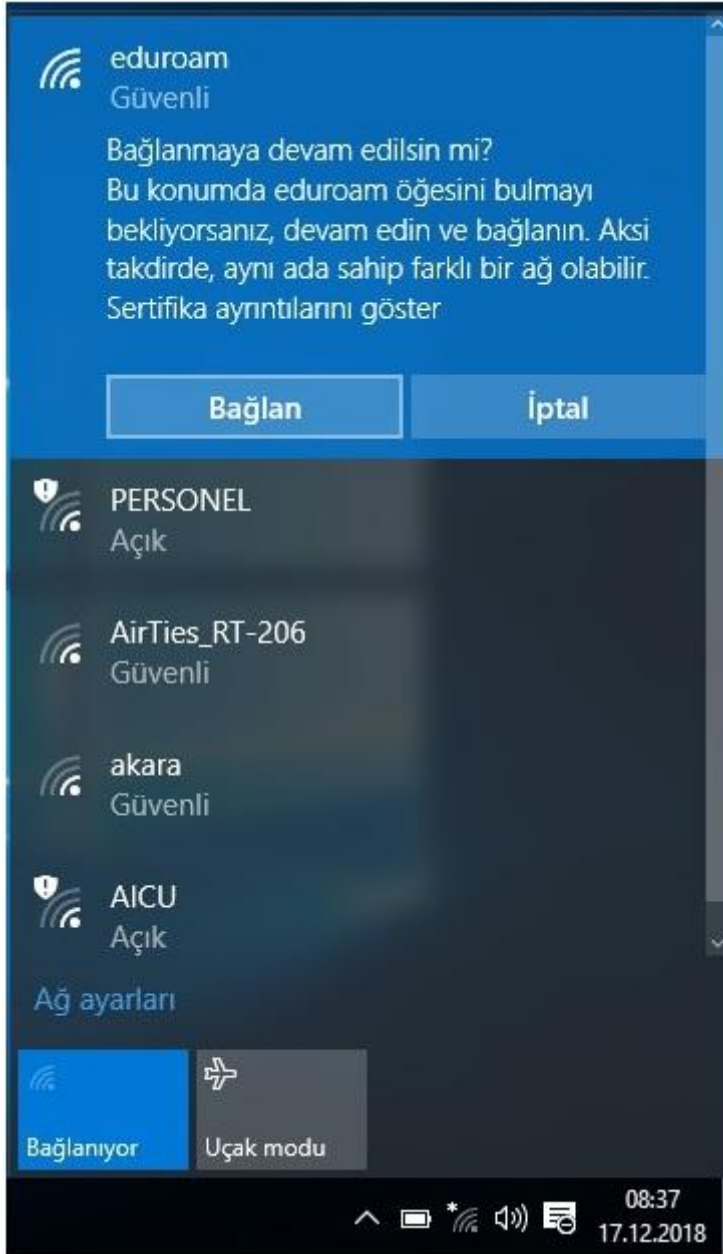 eduroam
Güvenli
Bağlanmaya devam edilsin mi?
Bu konumda eduroam öğesini bulmayı
bekliyorsanız, devam edin ve bağlanın. Aksi
takdirde, aynı ada sahip farklı bir ağ olabilir.
Sertifika ayrıntılarını göster
Bağlan
İptal
PERSONEL
Açık
AirTies_RT-206
Güvenli
akara
Güvenli
AICU
Açık
Ağ ayarları
Bağlanıyor
Uçak modu
08:37
17.12.2018